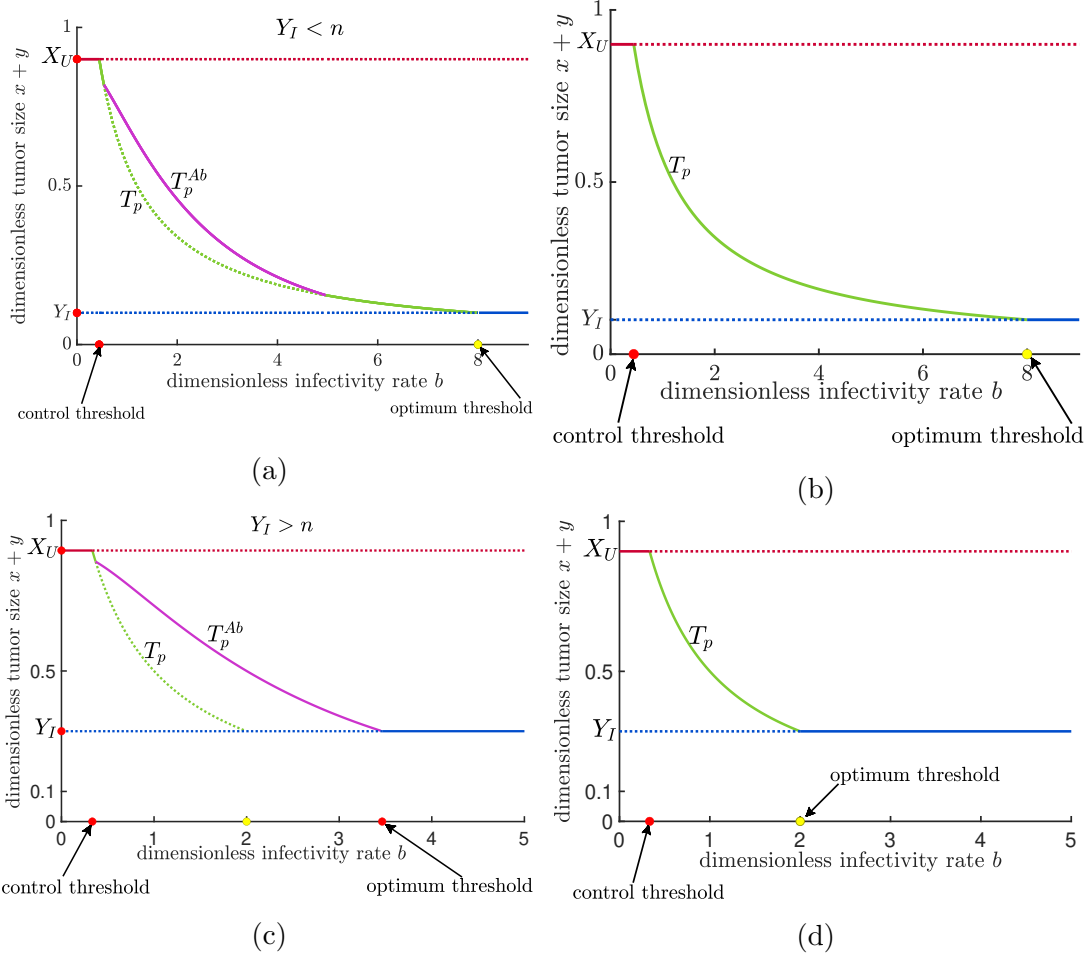 Y_I < n
1
X_U
0.5
Y_I
0
dimensionless tumor size x + y
T_p^{Ab}
T_p
0 2 4 6 8
dimensionless infectivity rate b
control threshold
optimum threshold
(a)
1
X_U
0.5
Y_I
0
dimensionless tumor size x + y
T_p
0 2 4 6 8
dimensionless infectivity rate b
control threshold
optimum threshold
(b)
Y_I > n
1
X_U
0.5
Y_I
0.1
0
dimensionless tumor size x + y
T_p^{Ab}
T_p
0 1 2 3 4 5
dimensionless infectivity rate b
control threshold
optimum threshold
(c)
1
X_U
0.5
Y_I
0.1
0
dimensionless tumor size x + y
T_p
optimum threshold
0 1 2 3 4 5
dimensionless infectivity rate b
control threshold
(d)